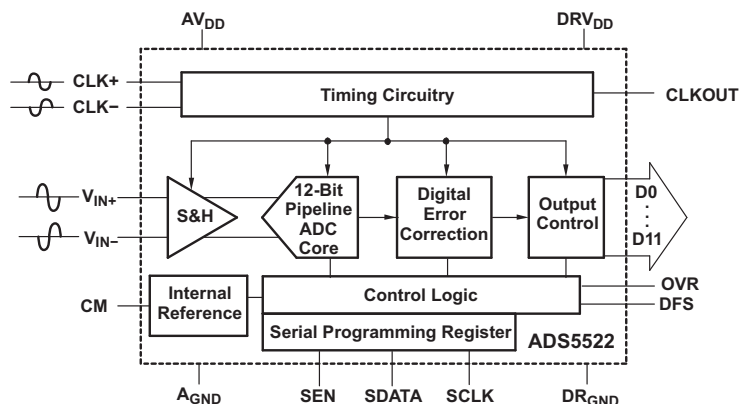 AVDD
DRVDD
CLK+
CLK−
Timing Circuitry
CLKOUT
VIN+
VIN−
S&H
12-Bit
Pipeline
ADC
Core
Digital
Error
Correction
Output
Control
D0
D11
CM
Internal
Reference
Control Logic
OVR
DFS
Serial Programming Register
ADS5522
AGND
SEN
SDATA
SCLK
DRGND